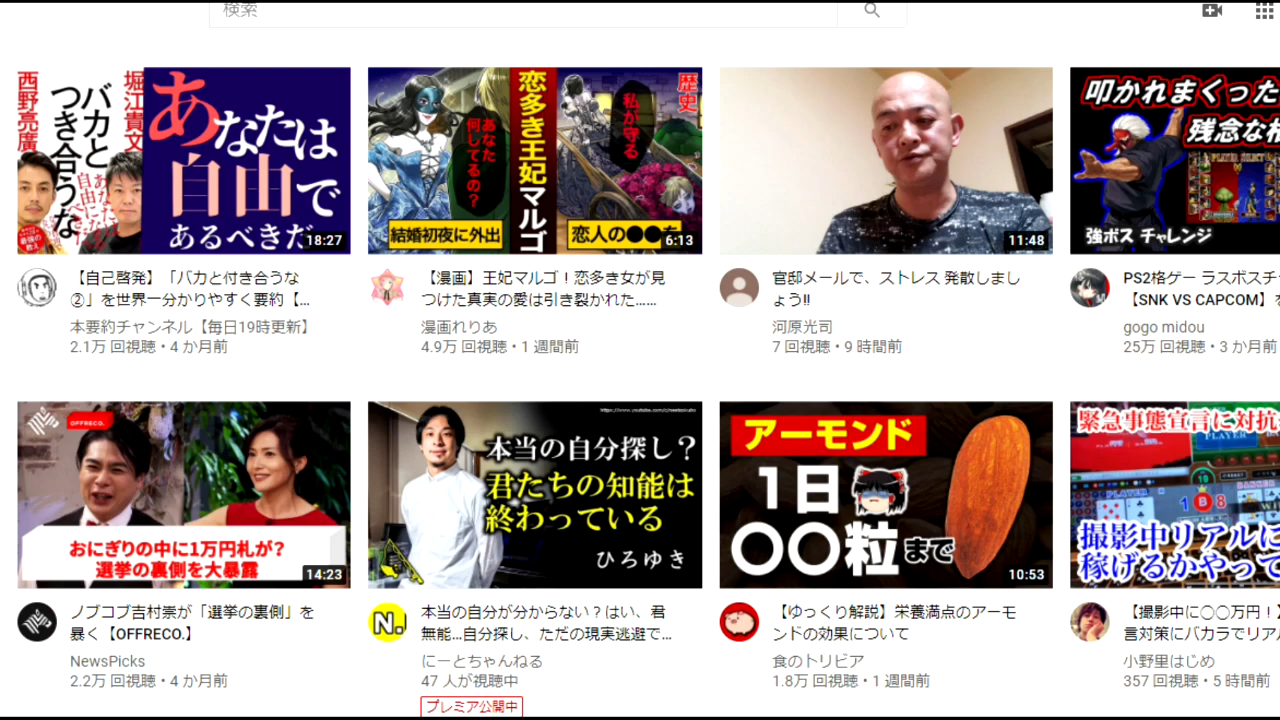 検索
西野亮廣
バカと
つき合うな
堀江貴文
あなたは
自由で
あるべきだ
18:27
あなた
何してるの？
恋多き王妃マルゴ
私が守る
歴史
結婚初夜に外出
恋人の●●を
6:13
11:48
叩かれまくった
残念な
PLAYER SELECT
強ボス チャレンジ
【自己啓発】「バカと付き合うな
②」を世界一分かりやすく要約【...
本要約チャンネル【毎日19時更新】
2.1万 回視聴・4 か月前
【漫画】王妃マルゴ！恋多き女が見
つけた真実の愛は引き裂かれた......
漫画れりあ
4.9万 回視聴・1 週間前
官邸メールで、ストレス 発散しまし
ょう!!
河原光司
7 回視聴・9 時間前
PS2格ゲー ラスボスチ
【SNK VS CAPCOM】
gogo midou
25万 回視聴・3 か月前
OFFRECO.
おにぎりの中に1万円札が？
選挙の裏側を大暴露
14:23
本当の自分探し？
君たちの知能は
終わっている
ひろゆき
アーモンド
1日
〇〇粒まで
10:53
緊急事態宣言に対抗
PLAYER
撮影中リアルに
稼げるかやって
ノブコブ吉村崇が「選挙の裏側」を
暴く【OFFRECO.】
NewsPicks
2.2万 回視聴・4 か月前
N.
本当の自分が分からない？はい、君
無能...自分探し、ただの現実逃避で...
にーとちゃんねる
47 人が視聴中
プレミア公開中
【ゆっくり解説】栄養満点のアーモ
ンドの効果について
食のトリビア
1.8万 回視聴・1 週間前
【撮影中に〇〇万円！】
言対策にバカラでリアル
小野里はじめ
357 回視聴・5 時間前